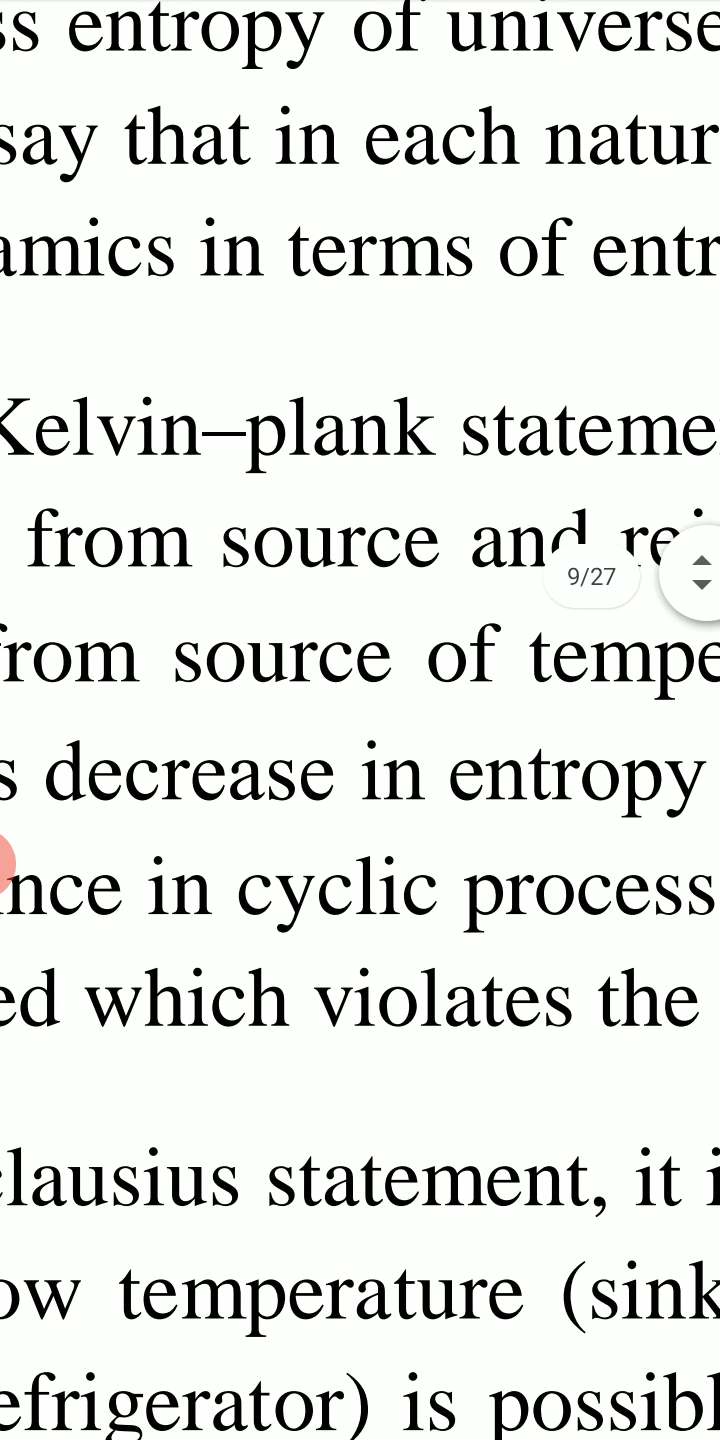 ss entropy of universe
say that in each natur
amics in terms of entr
Kelvin–plank stateme
from source and rej
9/27
from source of tempe
s decrease in entropy
nce in cyclic process
ed which violates the
clausius statement, it i
ow temperature (sink
efrigerator) is possibl